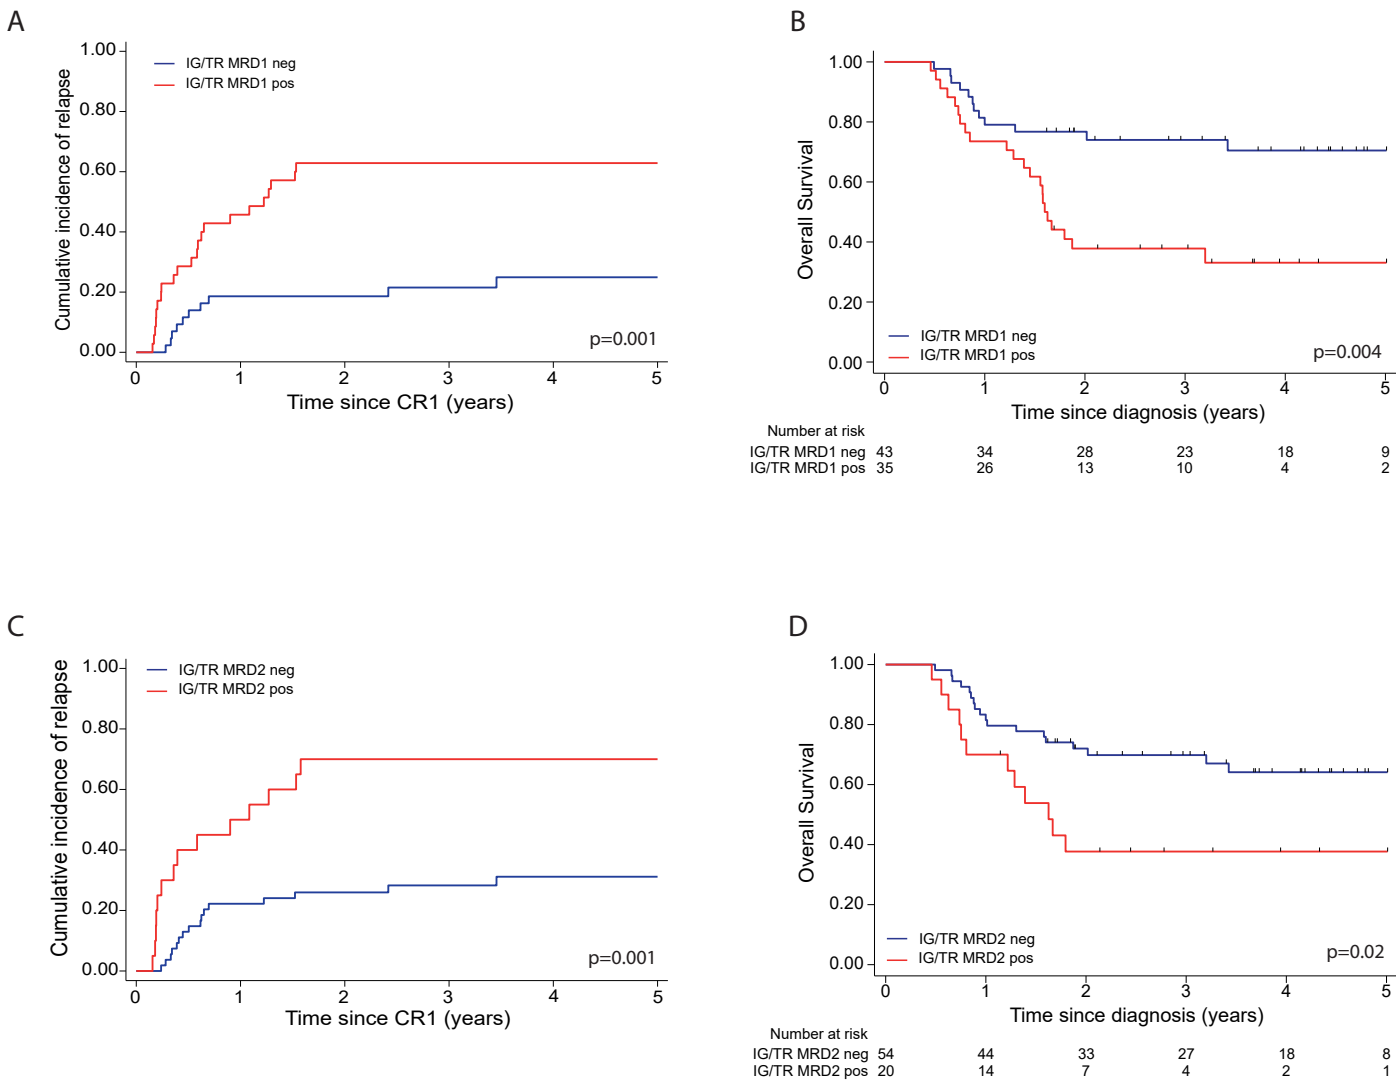 A
Cumulative incidence of relapse
1.00
0.80
0.60
0.40
0.20
0.00
IG/TR MRD1 neg
IG/TR MRD1 pos
p=0.001
0 1 2 3 4 5
Time since CR1 (years)
B
Overall Survival
1.00
0.80
0.60
0.40
0.20
0.00
IG/TR MRD1 neg
IG/TR MRD1 pos
p=0.004
0 1 2 3 4 5
Time since diagnosis (years)
Number at risk
IG/TR MRD1 neg 43 34 28 23 18 9
IG/TR MRD1 pos 35 26 13 10 4 2
C
Cumulative incidence of relapse
1.00
0.80
0.60
0.40
0.20
0.00
IG/TR MRD2 neg
IG/TR MRD2 pos
p=0.001
0 1 2 3 4 5
Time since CR1 (years)
D
Overall Survival
1.00
0.80
0.60
0.40
0.20
0.00
IG/TR MRD2 neg
IG/TR MRD2 pos
p=0.02
0 1 2 3 4 5
Time since diagnosis (years)
Number at risk
IG/TR MRD2 neg 54 44 33 27 18 8
IG/TR MRD2 pos 20 14 7 4 2 1